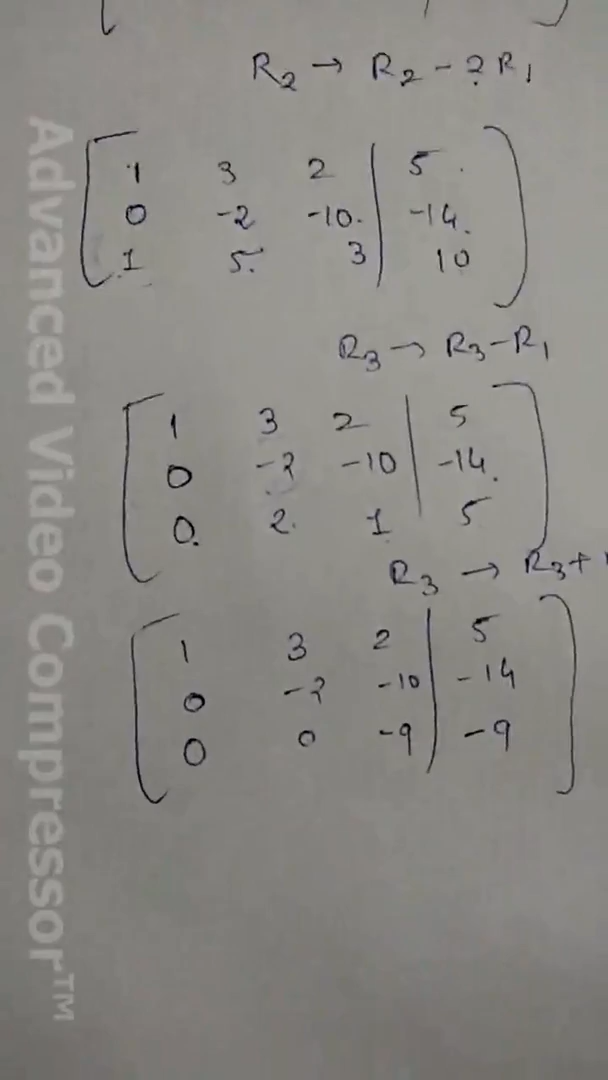 R2 → R2 - 2R1
1 3 2 | 5
0 -2 -10 | -14
1 5 3 | 10
R3 → R3 - R1
1 3 2 | 5
0 -2 -10 | -14
0 2 1 | 5
R3 → R3 +
1 3 2 | 5
0 -2 -10 | -14
0 0 -9 | -9
Advanced Video Compressor™